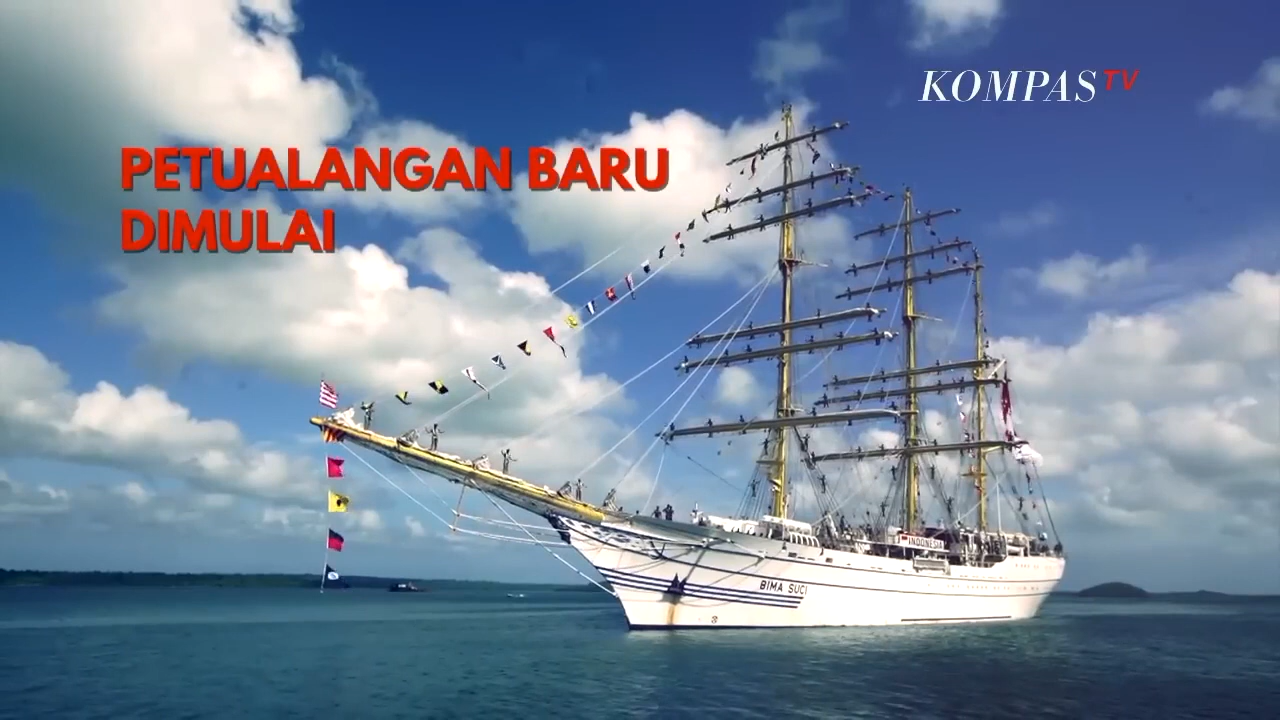 KOMPAS TV
PETUALANGAN BARU
DIMULAI
INDONESIA
BIMA SUCI